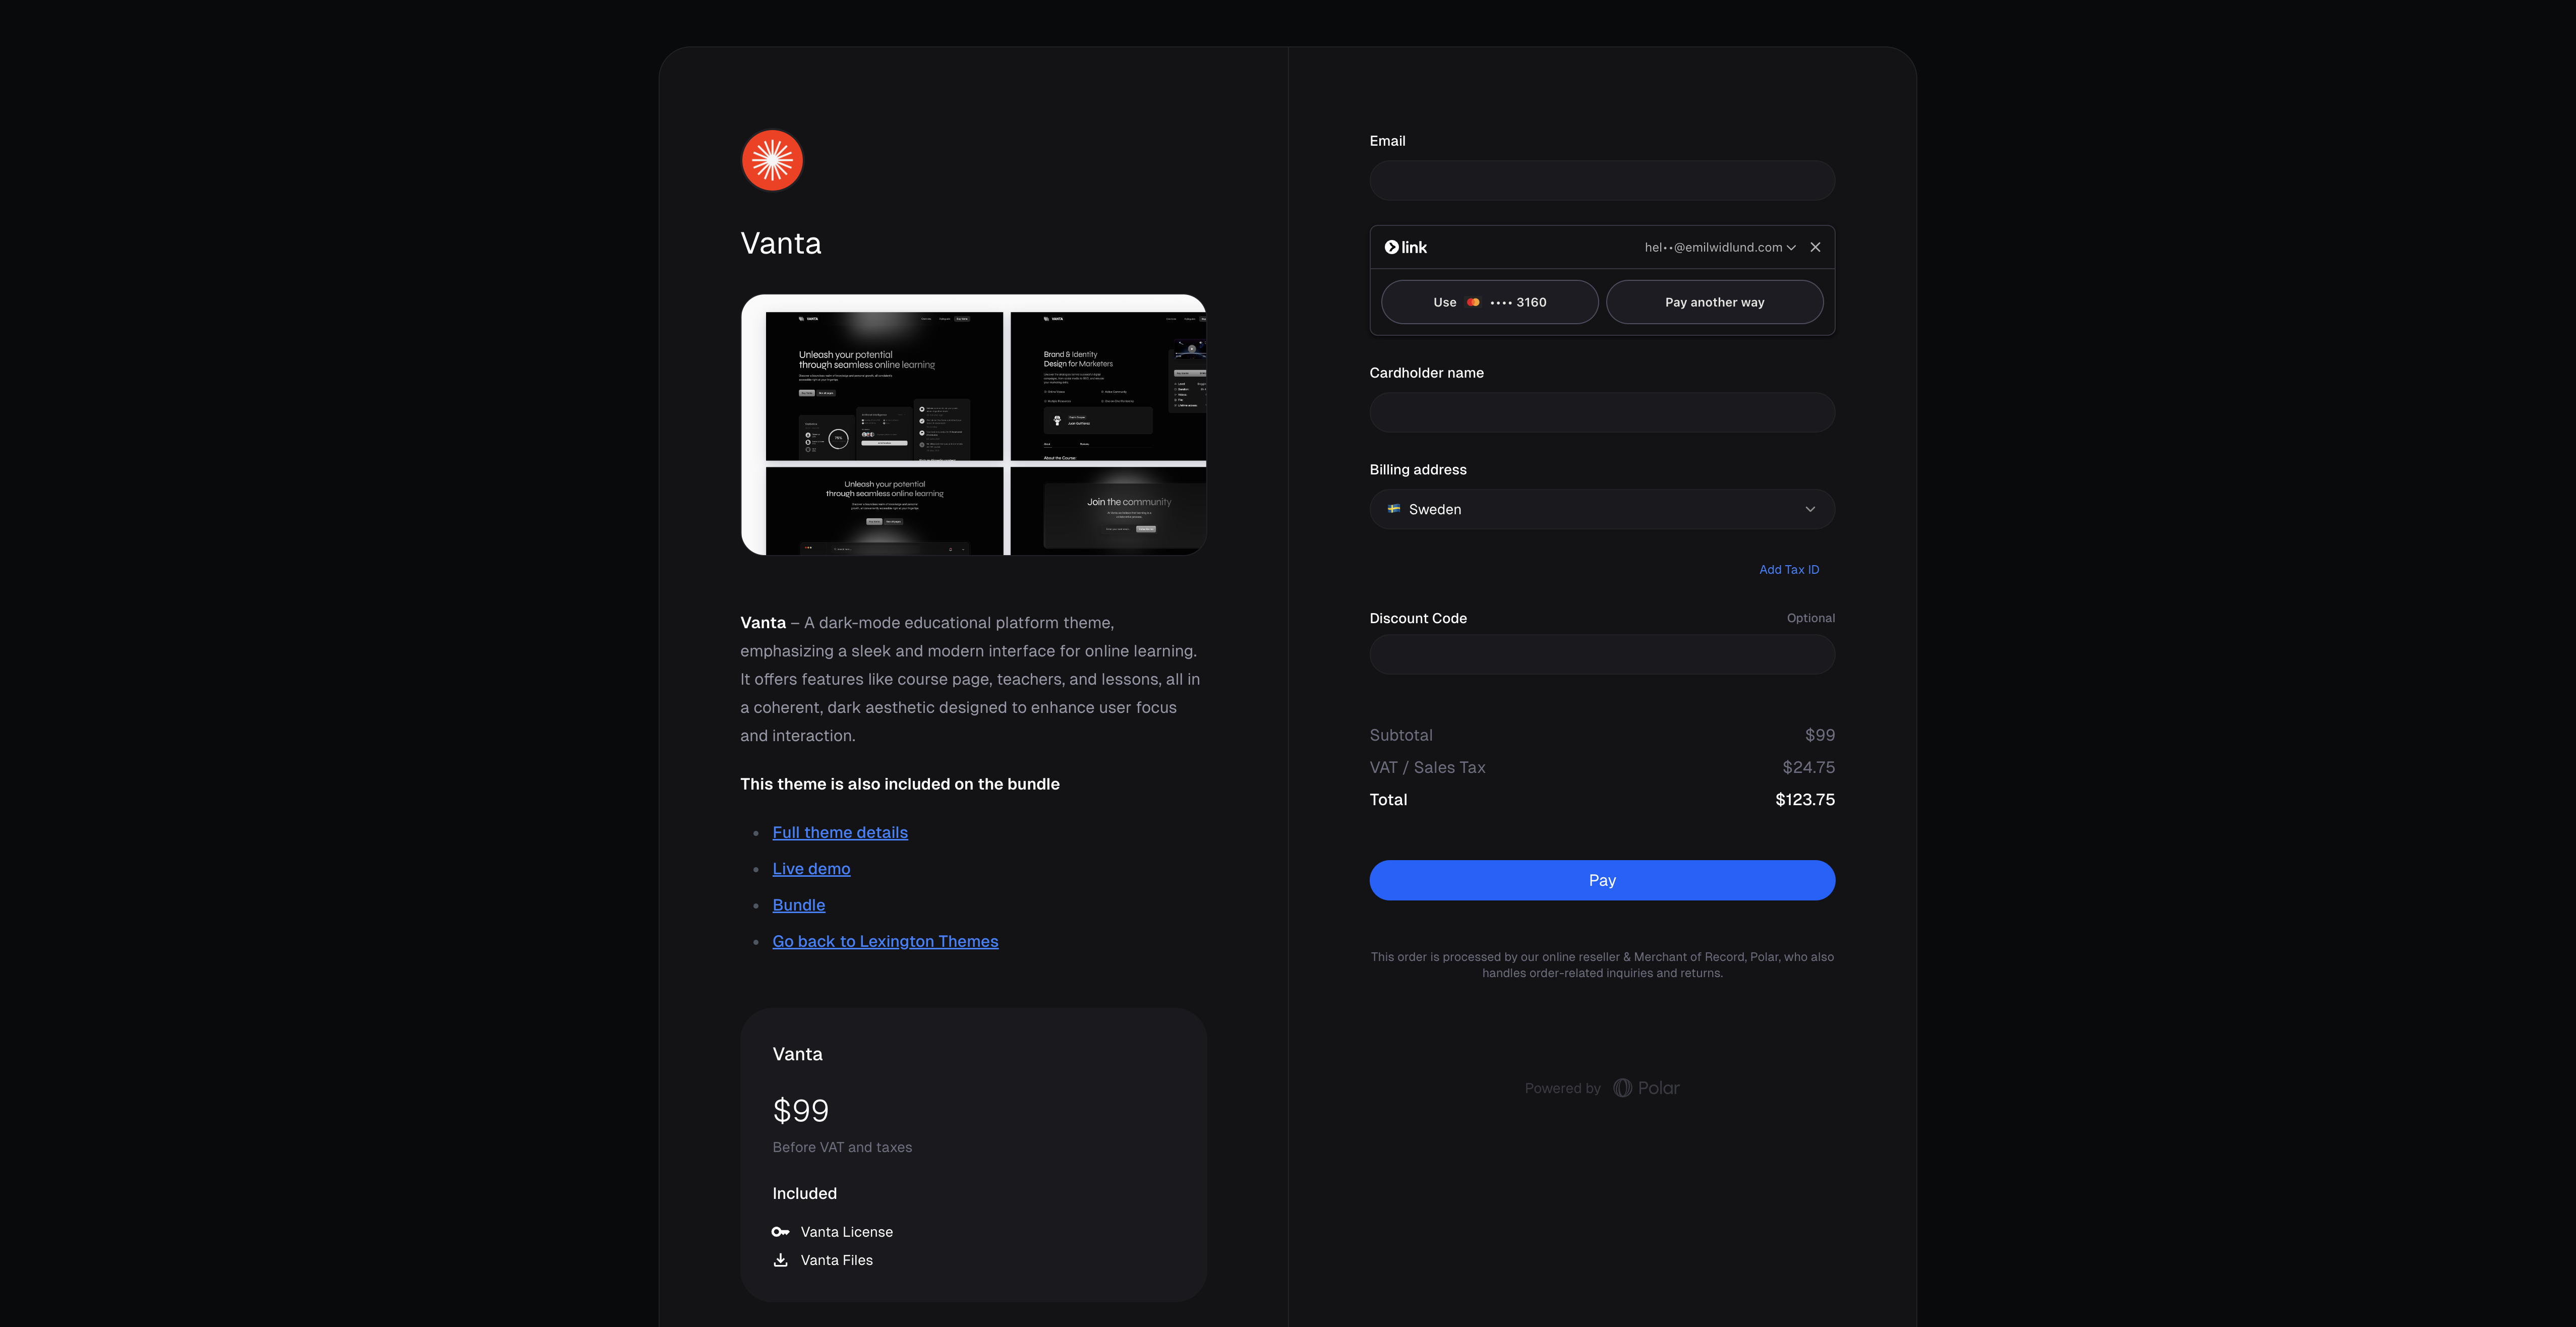 Vanta
VANTA
Unleash your potential
through seamless online learning
VANTA
Brand & Identity
Design for Marketers
About the Course
Unleash your potential
through seamless online learning
Join the community
Vanta – A dark-mode educational platform theme,
emphasizing a sleek and modern interface for online learning.
It offers features like course page, teachers, and lessons, all in
a coherent, dark aesthetic designed to enhance user focus
and interaction.
This theme is also included on the bundle
Full theme details
Live demo
Bundle
Go back to Lexington Themes
Vanta
$99
Before VAT and taxes
Included
Vanta License
Vanta Files
Email
link
hel••@emilwidlund.com
Use •••• 3160
Pay another way
Cardholder name
Billing address
Sweden
Add Tax ID
Discount Code
Optional
Subtotal $99
VAT / Sales Tax $24.75
Total $123.75
Pay
This order is processed by our online reseller & Merchant of Record, Polar, who also
handles order-related inquiries and returns.
Powered by Polar